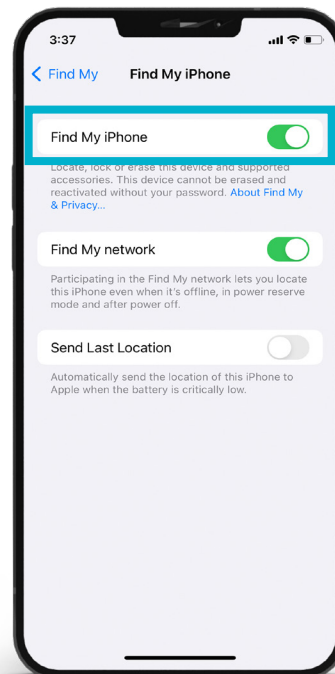 3:37
Find My
Find My iPhone
Find My iPhone
Locate, lock or erase this device and supported
accessories. This device cannot be erased and
reactivated without your password. About Find My
& Privacy...
Find My network
Participating in the Find My network lets you locate
this iPhone even when it's offline, in power reserve
mode and after power off.
Send Last Location
Automatically send the location of this iPhone to
Apple when the battery is critically low.